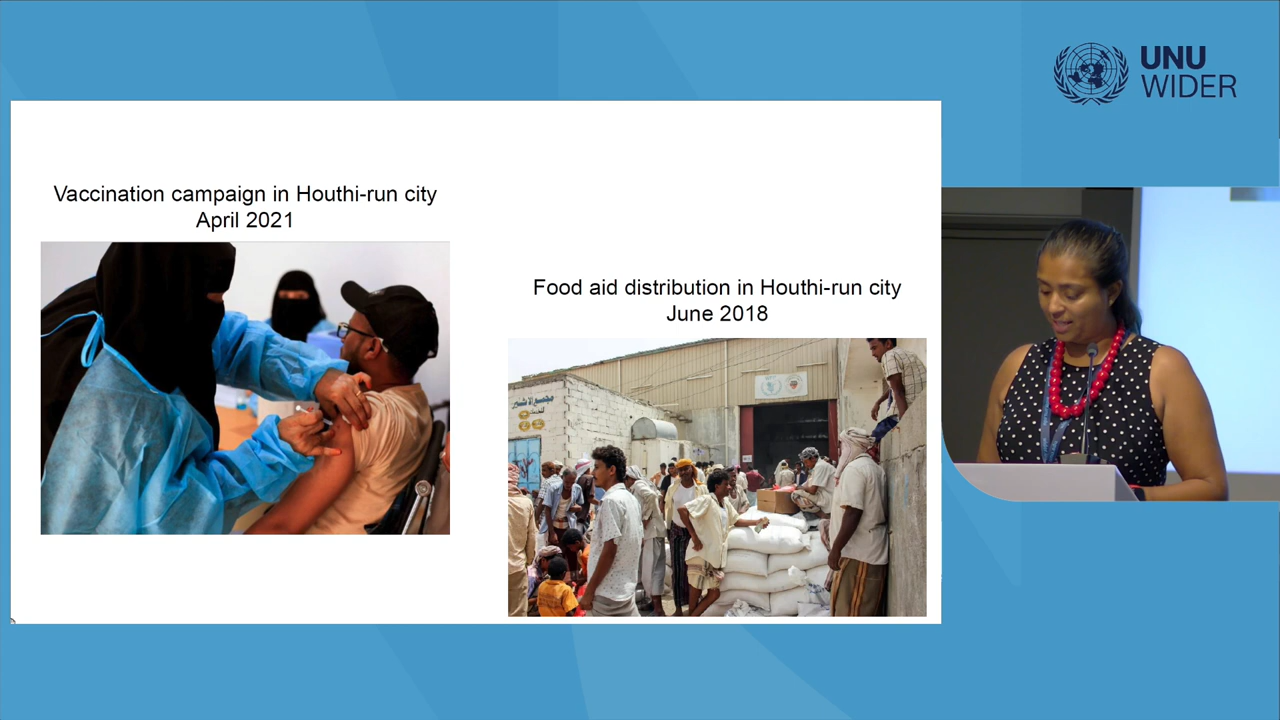 UNU
WIDER
Vaccination campaign in Houthi-run city
April 2021
Food aid distribution in Houthi-run city
June 2018